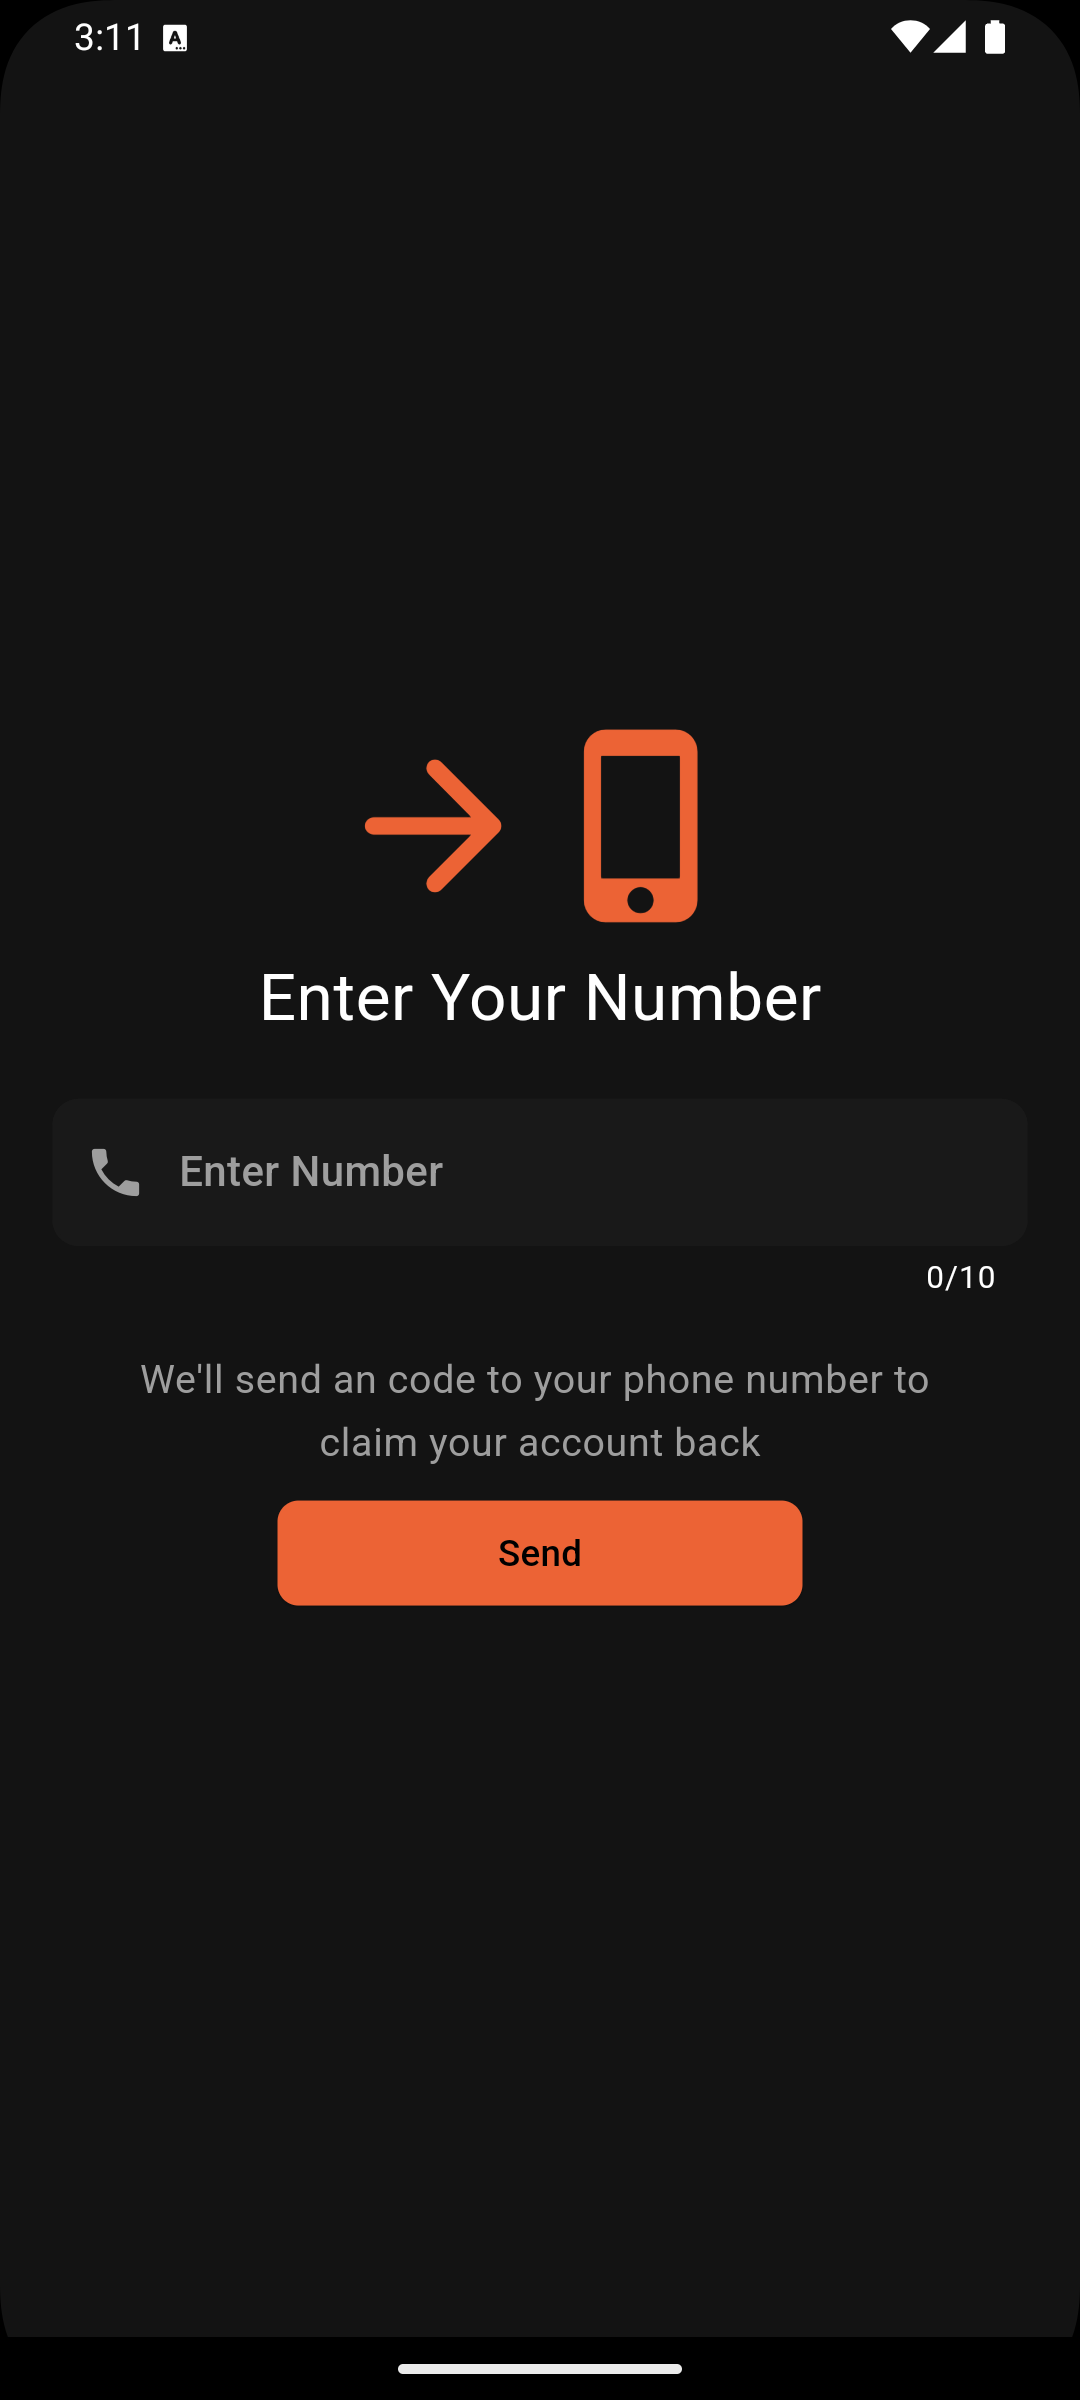 3:11
Enter Your Number
Enter Number
0/10
We'll send an code to your phone number to
claim your account back
Send